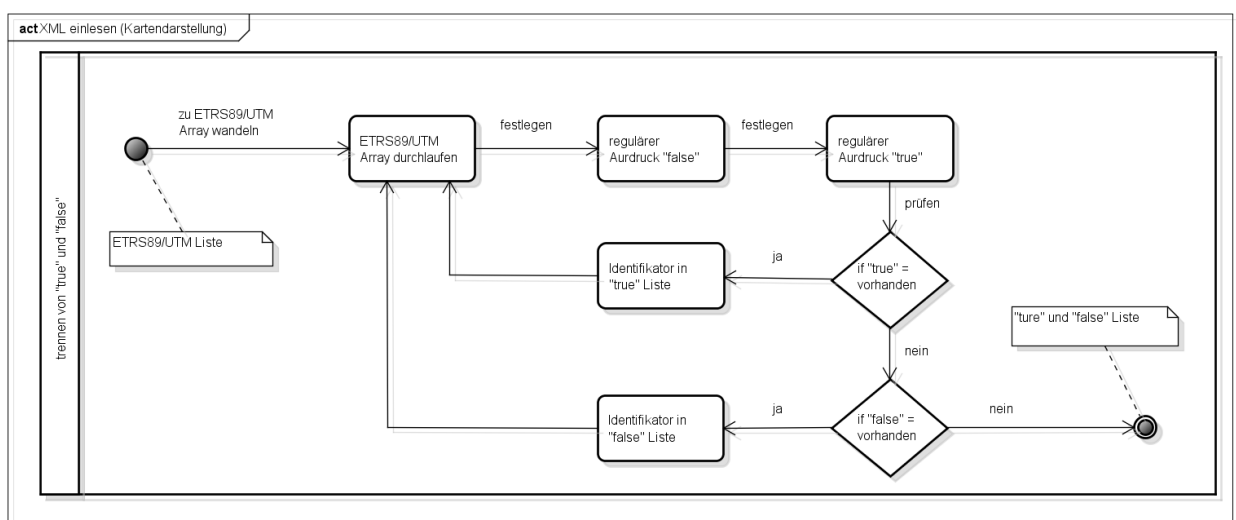 act XML einlesen (Kartendarstellung)
trennen von "true" und "false"
zu ETRS89/UTM
Array wandeln
ETRS89/UTM Liste
ETRS89/UTM
Array durchlaufen
festlegen
regulärer
Aurdruck "false"
festlegen
regulärer
Aurdruck "true"
prüfen
if "true" =
vorhanden
ja
Identifikator in
"true" Liste
nein
if "false" =
vorhanden
ja
Identifikator in
"false" Liste
nein
"ture" und "false" Liste